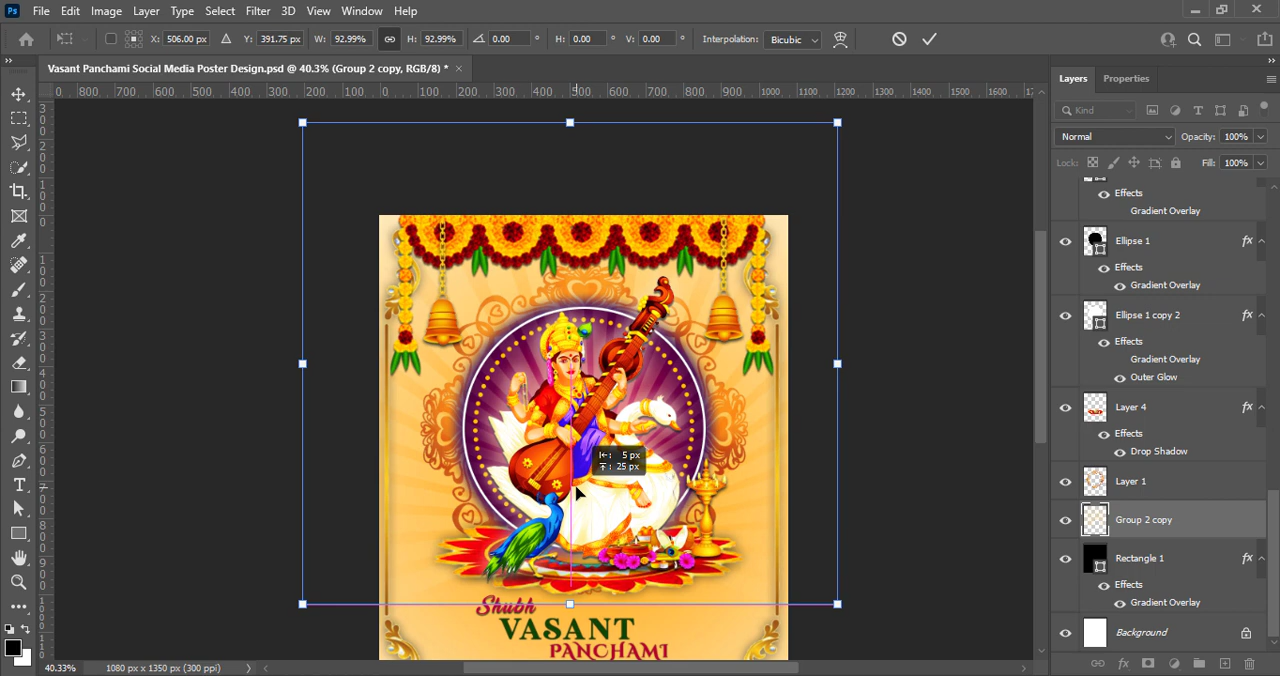 Ps File Edit Image Layer Type Select Filter 3D View Window Help
X: 506.00 px Y: 391.75 px W: 92.99% H: 92.99% 0.00 ° H: 0.00 ° V: 0.00 ° Interpolation: Bicubic
Vasant Panchami Social Media Poster Design.psd @ 40.3% (Group 2 copy, RGB/8) * ×
0 800 700 600 500 400 300 200 100 0 100 200 300 400 500 600 700 800 900 1000 1100 1200 1300 1400 1500 1600
Layers Properties
Kind
Normal Opacity: 100%
Lock: Fill: 100%
Effects
Gradient Overlay
Ellipse 1 fx
Effects
Gradient Overlay
Ellipse 1 copy 2 fx
Effects
Gradient Overlay
Outer Glow
Layer 4 fx
Effects
Drop Shadow
Layer 1
Group 2 copy
Rectangle 1 fx
Effects
Gradient Overlay
Background
5 px
25 px
Shubh
VASANT
PANCHAMI
40.33% 1080 px x 1350 px (300 ppi)